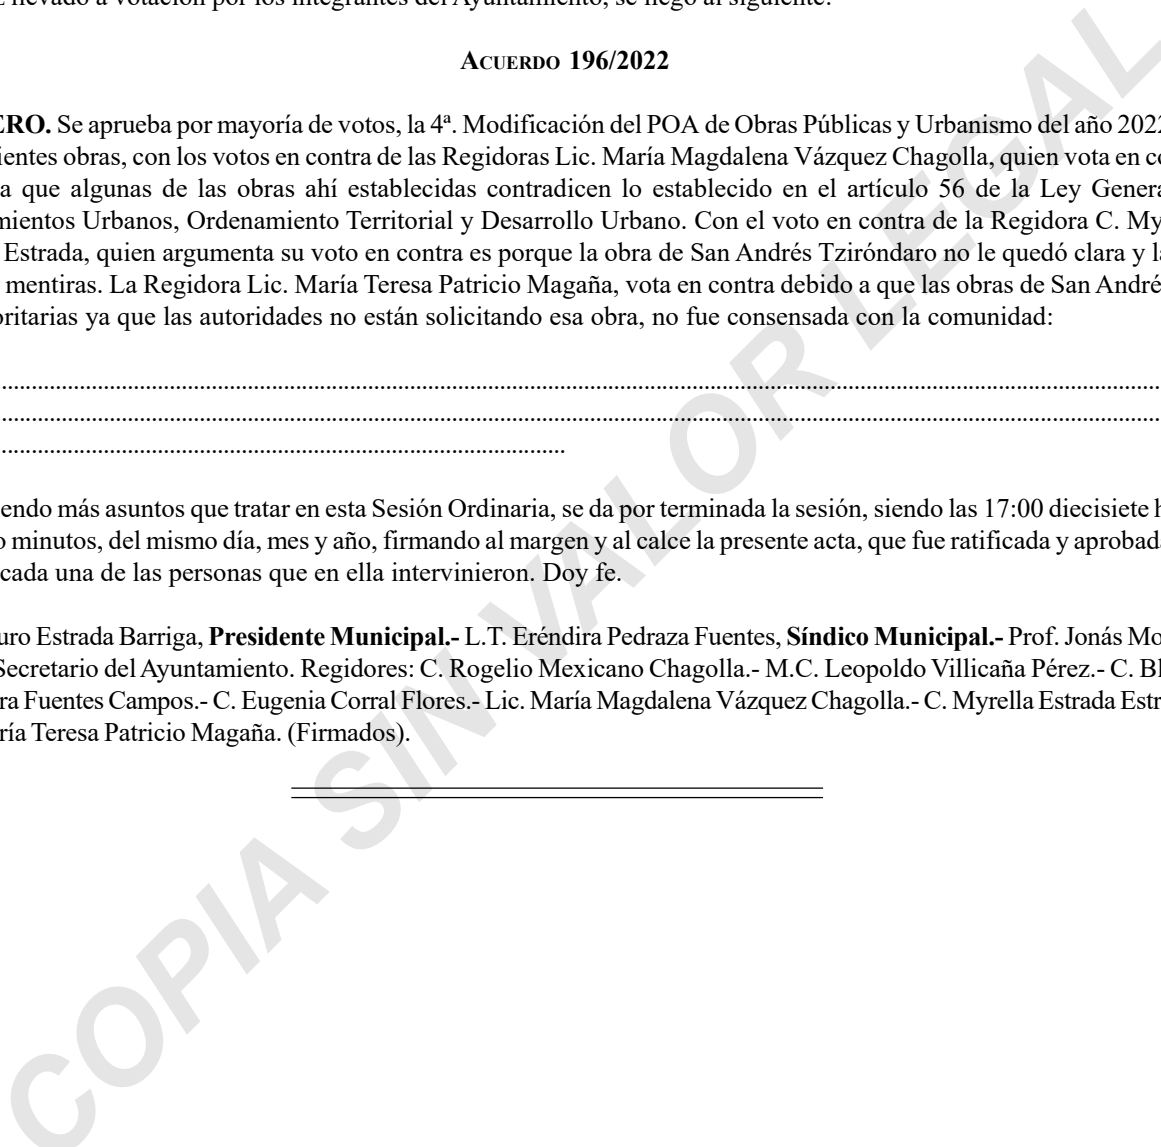 llevado a votación por los integrantes del Ayuntamiento, se llegó al siguiente:
ACUERDO 196/2022
ERO. Se aprueba por mayoría de votos, la 4ª. Modificación del POA de Obras Públicas y Urbanismo del año 2022
ientes obras, con los votos en contra de las Regidoras Lic. María Magdalena Vázquez Chagolla, quien vota en co
a que algunas de las obras ahí establecidas contradicen lo establecido en el artículo 56 de la Ley Genera
mientos Urbanos, Ordenamiento Territorial y Desarrollo Urbano. Con el voto en contra de la Regidora C. My
Estrada, quien argumenta su voto en contra es porque la obra de San Andrés Tziróndaro no le quedó clara y la
mentiras. La Regidora Lic. María Teresa Patricio Magaña, vota en contra debido a que las obras de San André
oritarias ya que las autoridades no están solicitando esa obra, no fue consensada con la comunidad:
endo más asuntos que tratar en esta Sesión Ordinaria, se da por terminada la sesión, siendo las 17:00 diecisiete h
o minutos, del mismo día, mes y año, firmando al margen y al calce la presente acta, que fue ratificada y aprobada
cada una de las personas que en ella intervinieron. Doy fe.
uro Estrada Barriga, Presidente Municipal.- L.T. Eréndira Pedraza Fuentes, Síndico Municipal.- Prof. Jonás Mo
Secretario del Ayuntamiento. Regidores: C. Rogelio Mexicano Chagolla.- M.C. Leopoldo Villicaña Pérez.- C. Bl
ra Fuentes Campos.- C. Eugenia Corral Flores.- Lic. María Magdalena Vázquez Chagolla.- C. Myrella Estrada Estr
ría Teresa Patricio Magaña. (Firmados).
COPIA SIN VALOR LEGAL